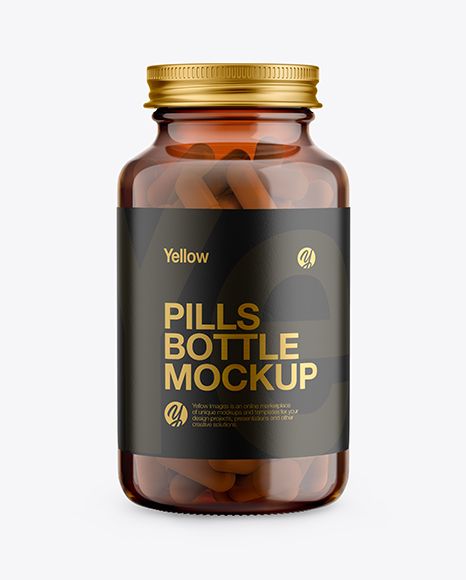 Yellow
PILLS
BOTTLE
MOCKUP
Yellow Images is an online marketplace
of unique mockups and templates for your
design projects, presentations and other
creative solutions.